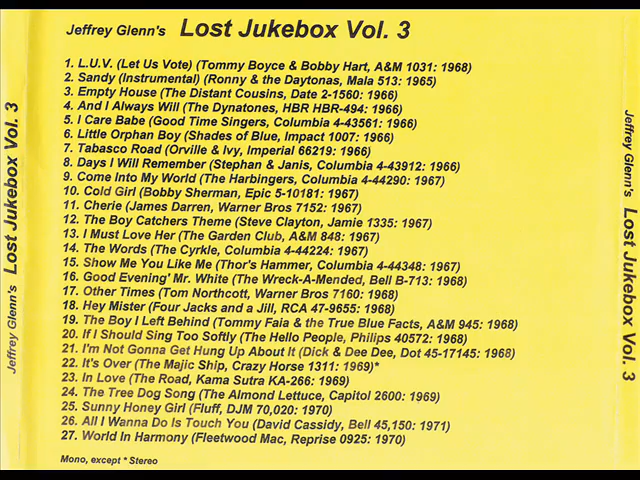 Jeffrey Glenn's Lost Jukebox Vol. 3
1. L.U.V. (Let Us Vote) (Tommy Boyce & Bobby Hart, A&M 1031: 1968)
2. Sandy (Instrumental) (Ronny & the Daytonas, Mala 513: 1965)
3. Empty House (The Distant Cousins, Date 2-1560: 1966)
4. And I Always Will (The Dynatones, HBR HBR-494: 1966)
5. I Care Babe (Good Time Singers, Columbia 4-43561: 1966)
6. Little Orphan Boy (Shades of Blue, Impact 1007: 1966)
7. Tabasco Road (Orville & Ivy, Imperial 66219: 1966)
8. Days I Will Remember (Stephan & Janis, Columbia 4-43912: 1966)
9. Come Into My World (The Harbingers, Columbia 4-44290: 1967)
10. Cold Girl (Bobby Sherman, Epic 5-10181: 1967)
11. Cherie (James Darren, Warner Bros 7152: 1967)
12. The Boy Catchers Theme (Steve Clayton, Jamie 1335: 1967)
13. I Must Love Her (The Garden Club, A&M 848: 1967)
14. The Words (The Cyrkle, Columbia 4-44224: 1967)
15. Show Me You Like Me (Thor's Hammer, Columbia 4-44348: 1967)
16. Good Evening' Mr. White (The Wreck-A-Mended, Bell B-713: 1968)
17. Other Times (Tom Northcott, Warner Bros 7160: 1968)
18. Hey Mister (Four Jacks and a Jill, RCA 47-9655: 1968)
19. The Boy I Left Behind (Tommy Faia & the True Blue Facts, A&M 945: 1968)
20. If I Should Sing Too Softly (The Hello People, Philips 40572: 1968)
21. I'm Not Gonna Get Hung Up About It (Dick & Dee Dee, Dot 45-17145: 1968)
22. It's Over (The Majic Ship, Crazy Horse 1311: 1969)*
23. In Love (The Road, Kama Sutra KA-266: 1969)
24. The Tree Dog Song (The Almond Lettuce, Capitol 2600: 1969)
25. Sunny Honey Girl (Fluff, DJM 70,020: 1970)
26. All I Wanna Do Is Touch You (David Cassidy, Bell 45,150: 1971)
27. World In Harmony (Fleetwood Mac, Reprise 0925: 1970)
Mono, except * Stereo
Jeffrey Glenn's Lost Jukebox Vol. 3
Jeffrey Glenn's Lost Jukebox Vol. 3